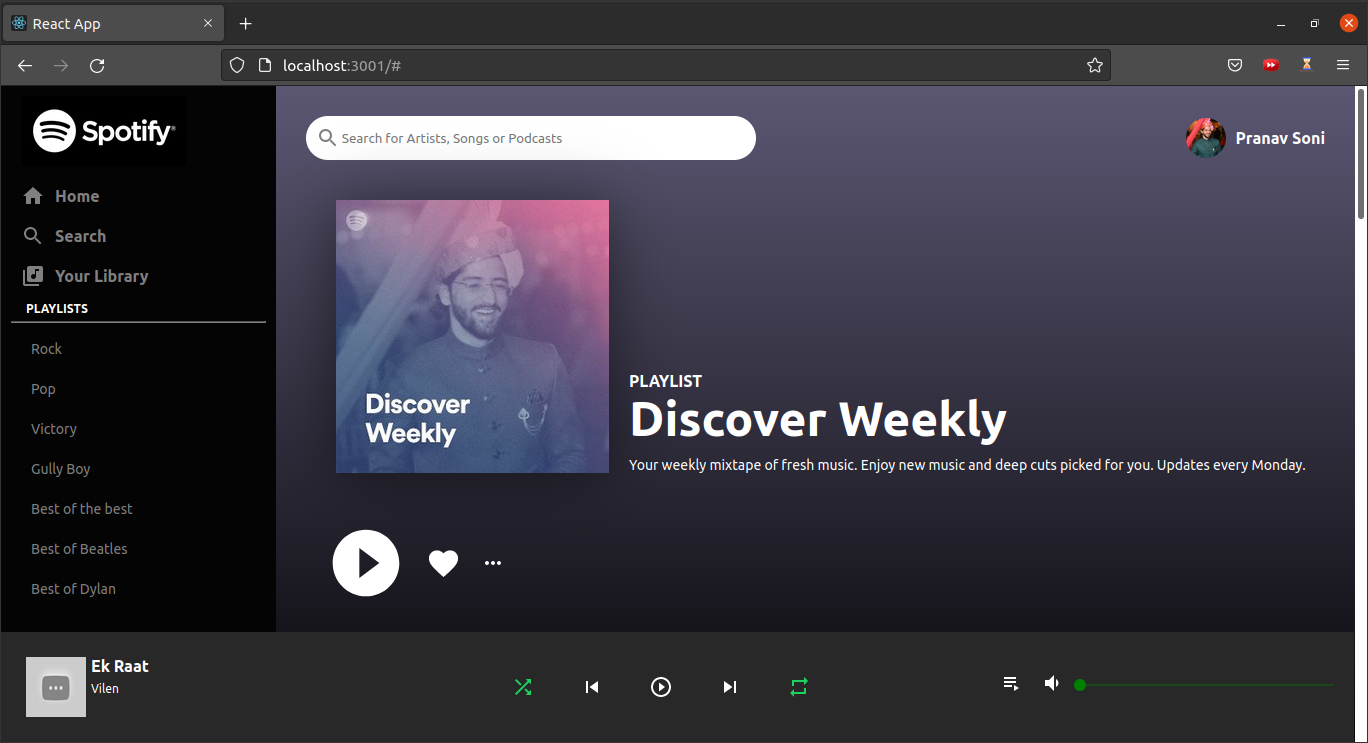 React App
localhost:3001/#
Spotify®
Search for Artists, Songs or Podcasts
Pranav Soni
Home
Search
Your Library
PLAYLISTS
Rock
Pop
Victory
Gully Boy
Best of the best
Best of Beatles
Best of Dylan
Discover
Weekly
PLAYLIST
Discover Weekly
Your weekly mixtape of fresh music. Enjoy new music and deep cuts picked for you. Updates every Monday.
Ek Raat
Vilen